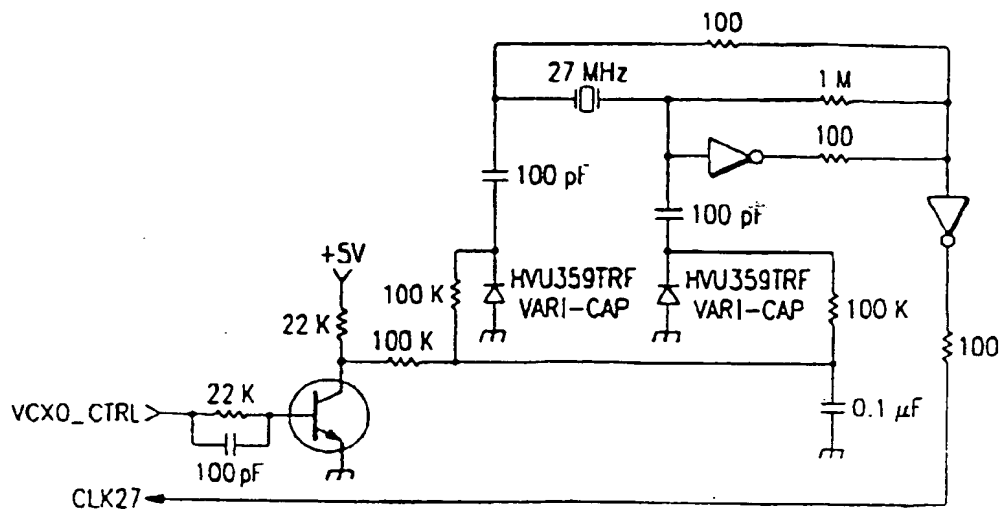 100
27 MHz
1 M
100
100 pF
100 pF
+5V
100 K
HVU359TRF
VARI-CAP
HVU359TRF
VARI-CAP
100 K
22 K
100 K
100
22 K
VCXO_CTRL
0.1 µF
100 pF
CLK27